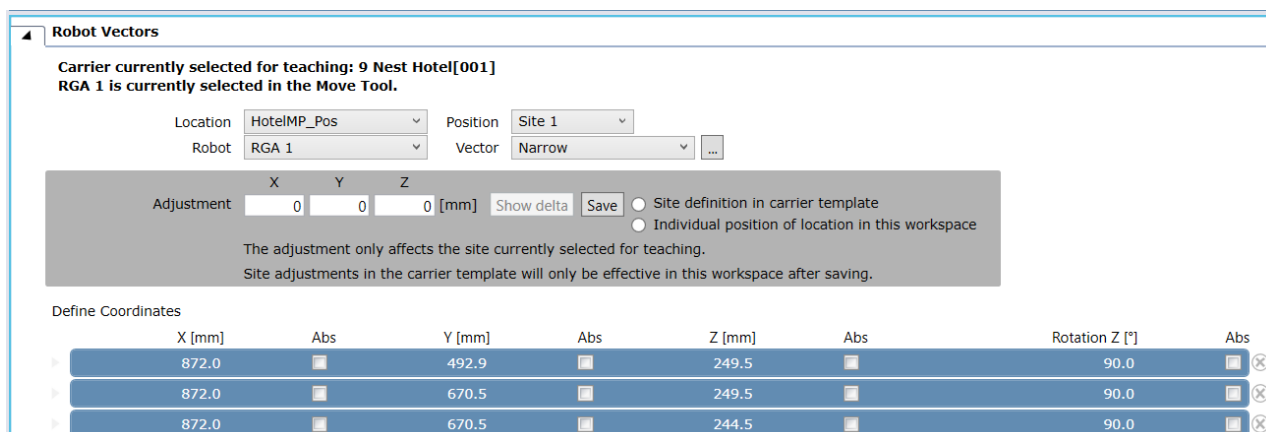 Robot Vectors
Carrier currently selected for teaching: 9 Nest Hotel[001]
RGA 1 is currently selected in the Move Tool.
Location HotelMP_Pos Position Site 1
Robot RGA 1 Vector Narrow ...
X Y Z
Adjustment 0 0 0 [mm] Show delta Save Site definition in carrier template
Individual position of location in this workspace
The adjustment only affects the site currently selected for teaching.
Site adjustments in the carrier template will only be effective in this workspace after saving.
Define Coordinates
X [mm] Abs Y [mm] Abs Z [mm] Abs Rotation Z [°] Abs
872.0 492.9 249.5 90.0
872.0 670.5 249.5 90.0
872.0 670.5 244.5 90.0